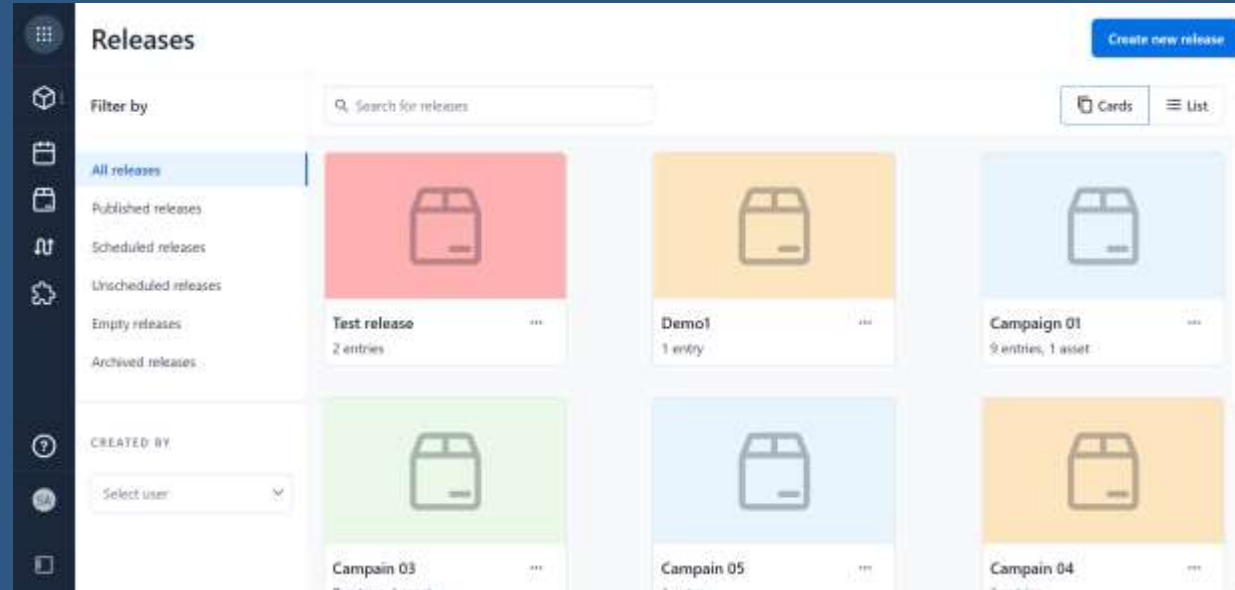 Releases
Create new release
Filter by
Search for releases
Cards
List
All releases
Published releases
Scheduled releases
Unscheduled releases
Empty releases
Archived releases
CREATED BY
Select user
SA
Test release
2 entries
Demo1
1 entry
Campaign 01
9 entries, 1 asset
Campain 03
Campain 05
Campain 04